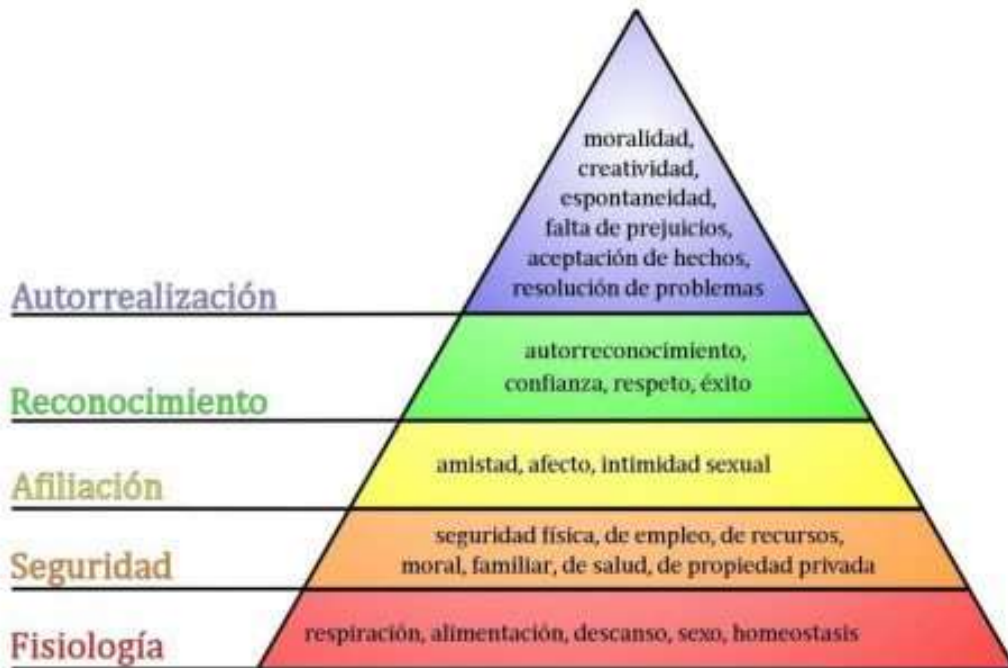 moralidad,
creatividad,
espontaneidad,
falta de prejuicios,
aceptación de hechos,
resolución de problemas
Autorrealización
autorreconocimiento,
confianza, respeto, éxito
Reconocimiento
amistad, afecto, intimidad sexual
Afiliación
seguridad física, de empleo, de recursos,
moral, familiar, de salud, de propiedad privada
Seguridad
respiración, alimentación, descanso, sexo, homeostasis
Fisiología